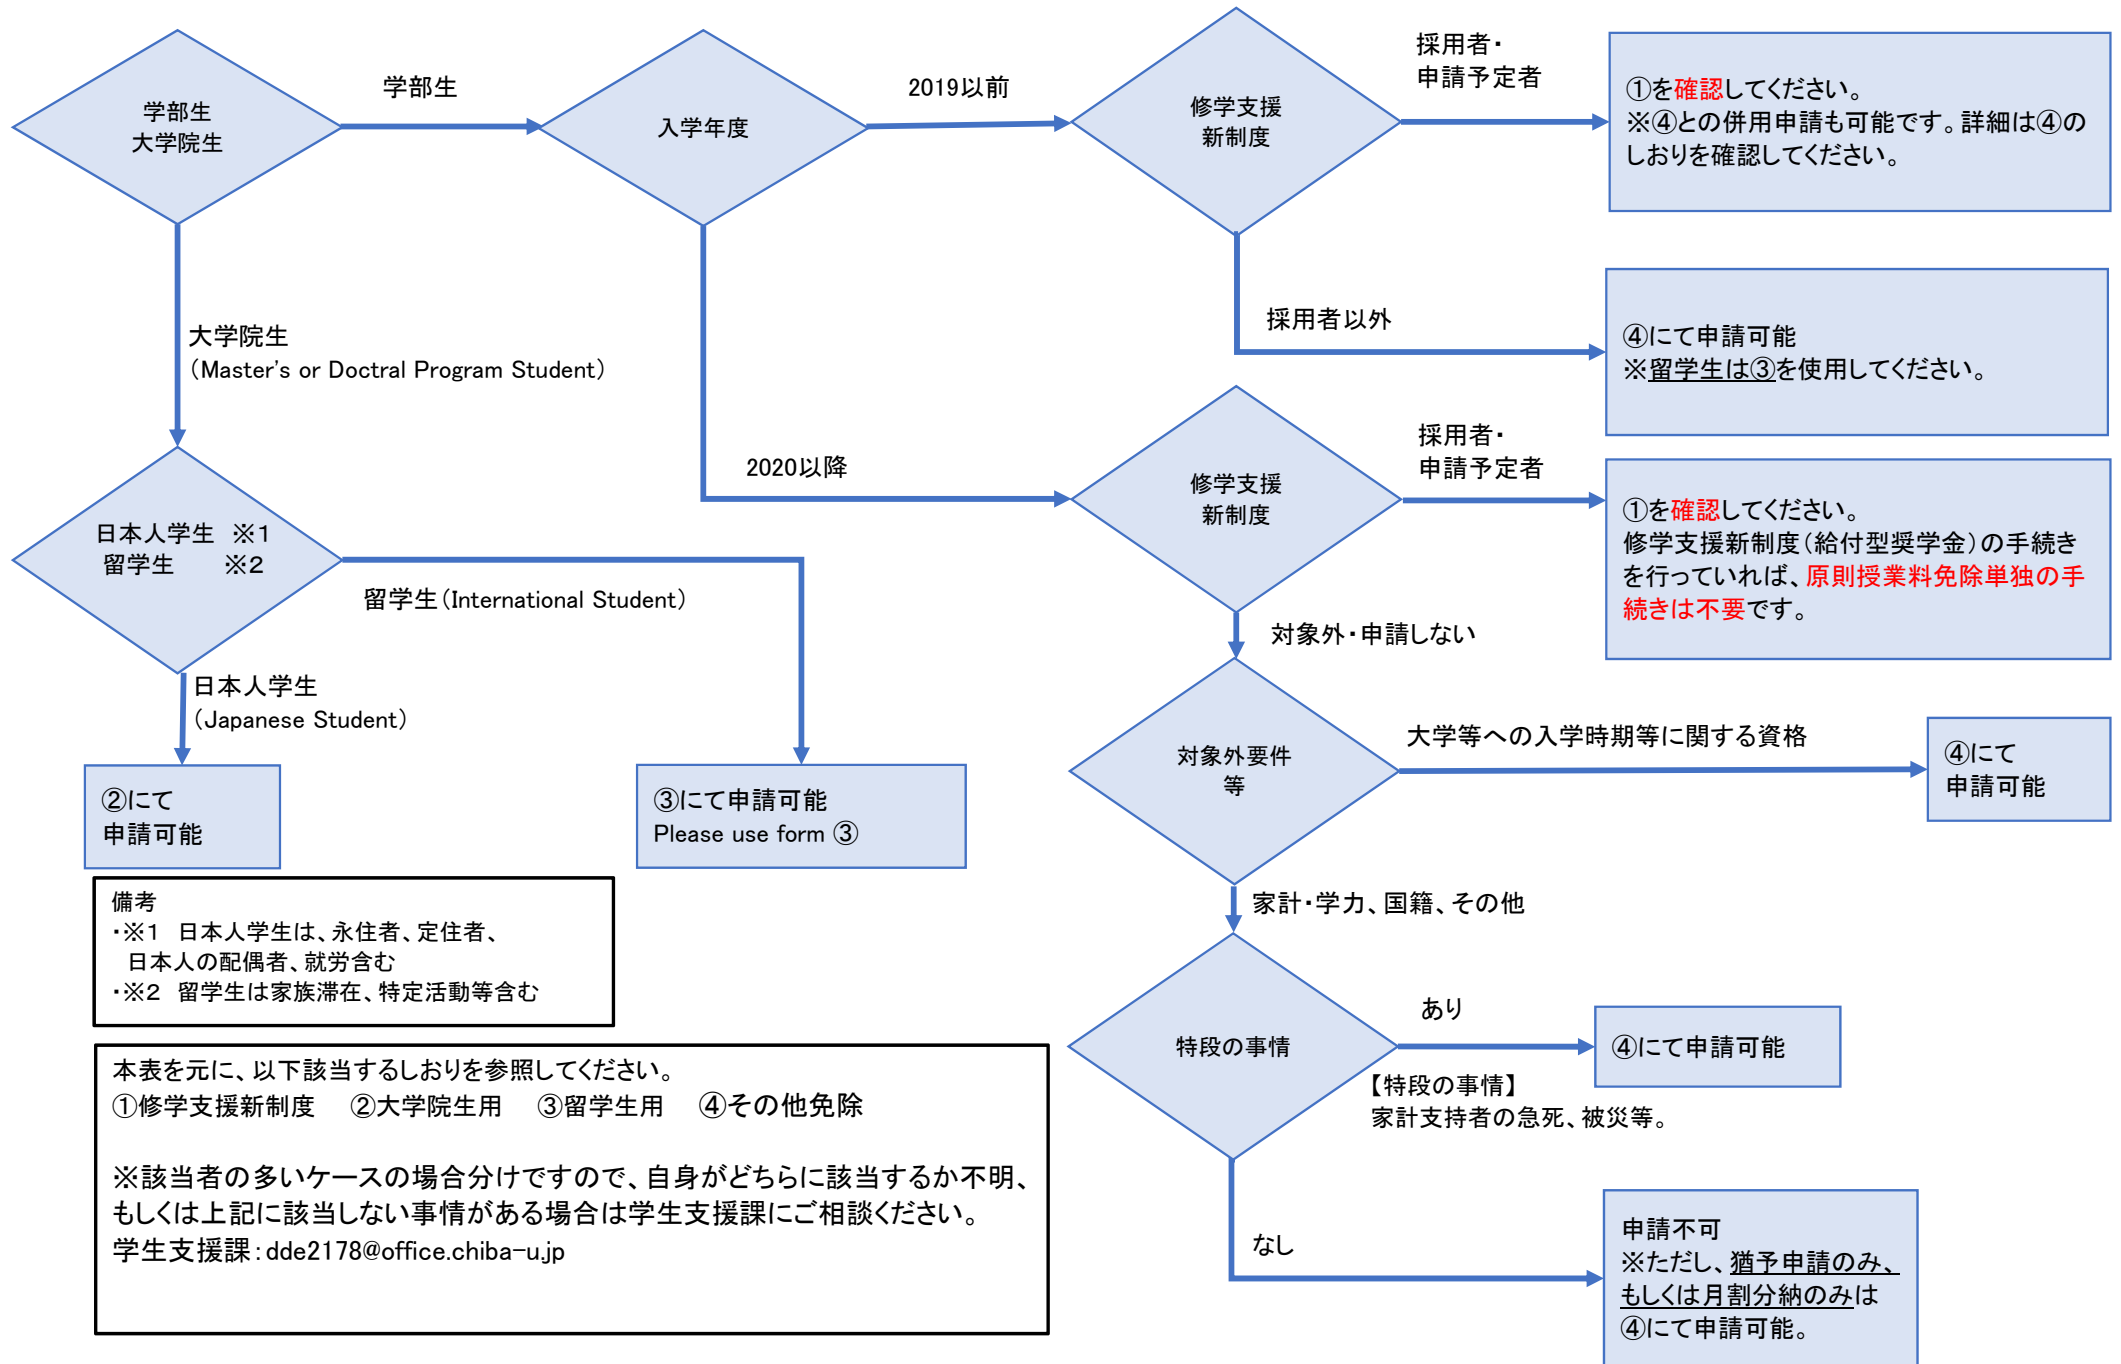 学部生
大学院生
学部生
入学年度
2019以前
修学支援
新制度
採用者・
申請予定者
①を確認してください。
※④との併用申請も可能です。詳細は④の
しおりを確認してください。
採用者以外
④にて申請可能
※留学生は③を使用してください。
大学院生
（Master's or Doctral Program Student）
2020以降
修学支援
新制度
採用者・
申請予定者
①を確認してください。
修学支援新制度（給付型奨学金）の手続き
を行っていれば、原則授業料免除単独の手
続きは不要です。
日本人学生　※1
留学生　　※2
留学生（International Student）
日本人学生
（Japanese Student）
②にて
申請可能
③にて申請可能
Please use form ③
対象外・申請しない
対象外要件
等
大学等への入学時期等に関する資格
④にて
申請可能
家計・学力、国籍、その他
特段の事情
あり
④にて申請可能
【特段の事情】
家計支持者の急死、被災等。
なし
申請不可
※ただし、猶予申請のみ、
もしくは月割分納のみは
④にて申請可能。
備考
・※1　日本人学生は、永住者、定住者、
日本人の配偶者、就労含む
・※2　留学生は家族滞在、特定活動等含む
本表を元に、以下該当するしおりを参照してください。
①修学支援新制度　②大学院生用　③留学生用　④その他免除
※該当者の多いケースの場合分けですので、自身がどちらに該当するか不明、
もしくは上記に該当しない事情がある場合は学生支援課にご相談ください。
学生支援課：dde2178@office.chiba-u.jp